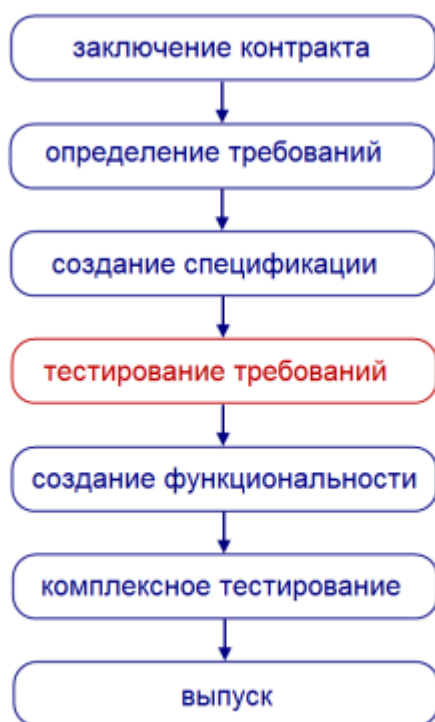 заключение контракта
определение требований
создание спецификации
тестирование требований
создание функциональности
комплексное тестирование
выпуск